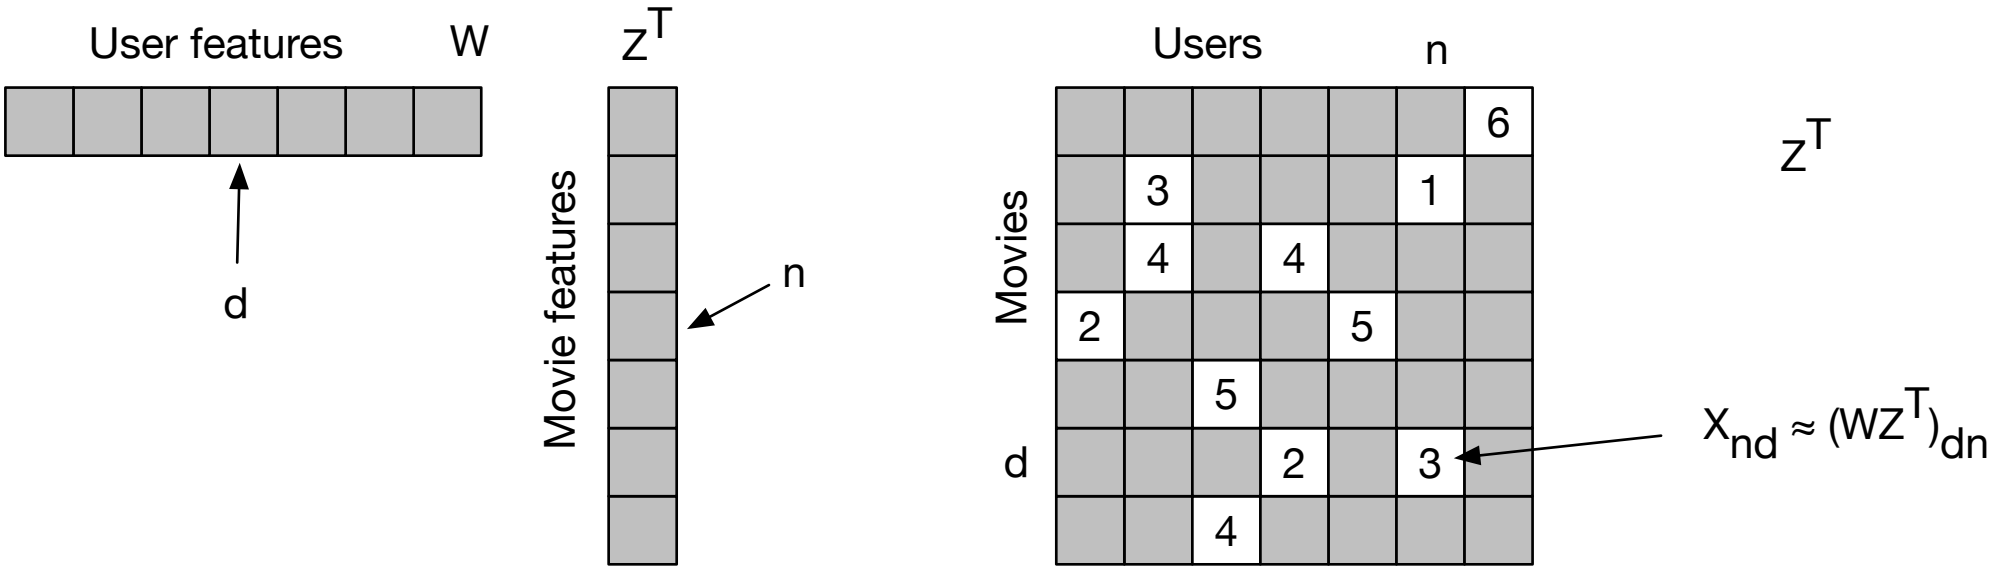 User features
W
Z^T
d
Movie features
n
Users
n
Movies
d
6
3 1
4 4
2 5
5
2 3
4
Z^T
X_nd ≈ (WZ^T)_dn